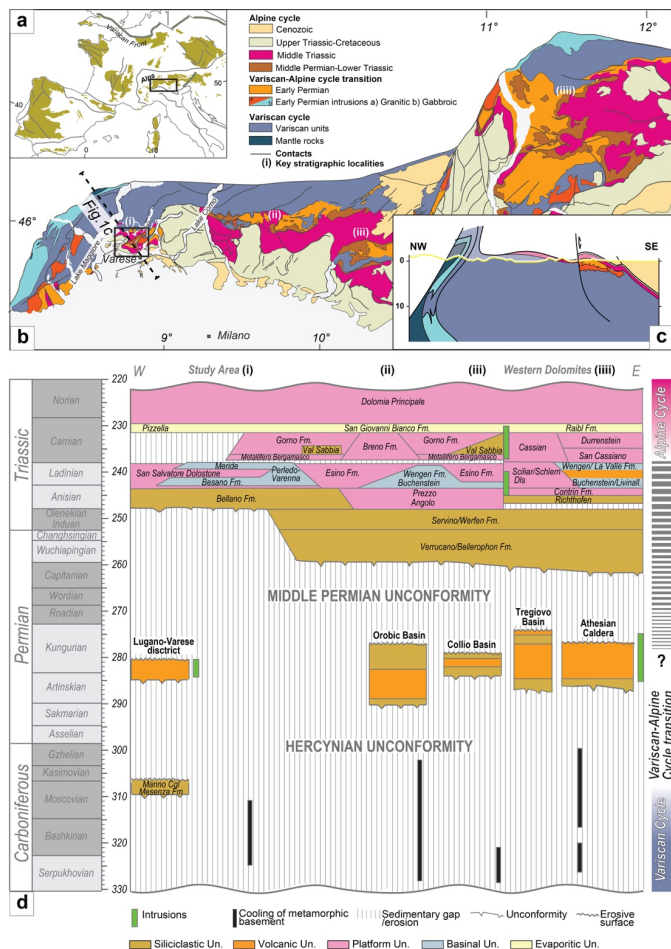 a
Variscan Front
Alps
50
40
0
10
Alpine cycle
Cenozoic
Upper Triassic-Cretaceous
Middle Triassic
Middle Permian-Lower Triassic
Variscan-Alpine cycle transition
Early Permian
Early Permian intrusions a) Granitic b) Gabbroic
Variscan cycle
Variscan units
Mantle rocks
Contacts
(i) Key stratigraphic localities
11°
12°
(iiii)
46°
Fig.1c
(i)
Lake Maggiore
Varese
Lake Como
(ii)
(iii)
b
9°
Milano
10°
NW
SE
0
10
c
W
Study Area (i)
(ii)
(iii)
Western Dolomites (iiii)
E
Triassic
Permian
Carboniferous
220
230
240
250
260
270
280
290
300
310
320
330
Norian
Carnian
Ladinian
Anisian
Olenekian
Induan
Changhsingian
Wuchiapingian
Capitanian
Wordian
Roadian
Kungurian
Artinskian
Sakmarian
Asselian
Gzhelian
Kasimovian
Moscovian
Bashkirian
Serpukhovian
Dolomia Principale
Pizzella
San Giovanni Bianco Fm.
Raibl Fm.
Gorno Fm.
Val Sabbia
Metallifero Bergamasco
Breno Fm.
Gorno Fm.
Val Sabbia
Metallifero Bergamasco
Cassian
Durrenstein
San Cassiano
Meride
San Salvatore Dolostone
Besano Fm.
Perledo-
Varenna
Esino Fm.
Wengen Fm.
Buchenstein
Esino Fm.
Sciliar/Schlern
Dls
Wengen/ La Valle Fm.
Buchenstein/Livinall.
Bellano Fm.
Prezzo
Angolo
Contrin Fm.
Richthofen
Servino/Werfen Fm.
Verrucano/Bellerophon Fm.
MIDDLE PERMIAN UNCONFORMITY
Lugano-Varese
disctrict
Orobic Basin
Collio Basin
Tregiovo
Basin
Athesian
Caldera
HERCYNIAN UNCONFORMITY
Manno Cgl
Mesenza Fm
Alpine Cycle
?
Variscan-Alpine
Cycle transition
Variscan Cycle
d
Intrusions
Cooling of metamorphic
basement
Sedimentary gap/
erosion
Unconformity
Erosive
surface
Siliciclastic Un.
Volcanic Un.
Platform Un.
Basinal Un.
Evaporitic Un.